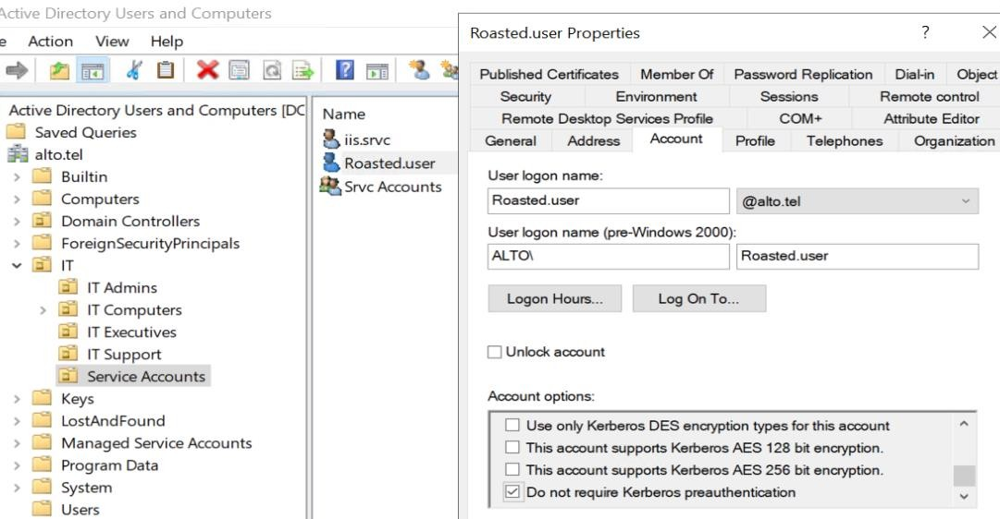 Active Directory Users and Computers
Action View Help
Active Directory Users and Computers [DC
Saved Queries
alto.tel
Builtin
Computers
Domain Controllers
ForeignSecurityPrincipals
IT
IT Admins
IT Computers
IT Executives
IT Support
Service Accounts
Keys
LostAndFound
Managed Service Accounts
Program Data
System
Users
Name
iis.srvc
Roasted.user
Srvc Accounts
Roasted.user Properties
? ×
Published Certificates Member Of Password Replication Dial-in Object
Security Environment Sessions Remote control
Remote Desktop Services Profile COM+ Attribute Editor
General Address Account Profile Telephones Organization
User logon name:
Roasted.user @alto.tel
User logon name (pre-Windows 2000):
ALTO\ Roasted.user
Logon Hours... Log On To...
Unlock account
Account options:
Use only Kerberos DES encryption types for this account
This account supports Kerberos AES 128 bit encryption.
This account supports Kerberos AES 256 bit encryption.
Do not require Kerberos preauthentication